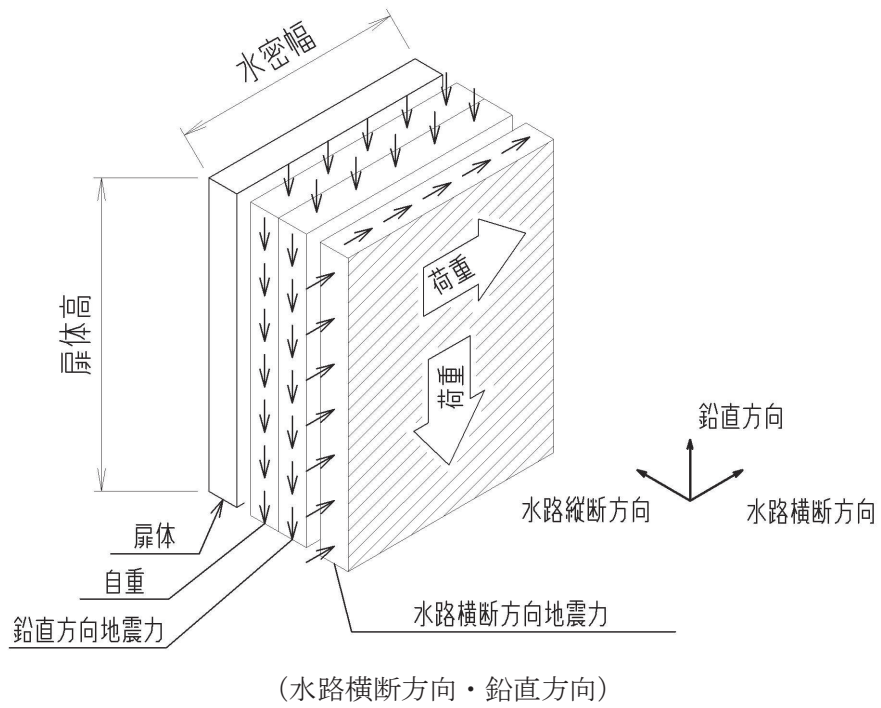 水密幅
扉体高
荷重
荷重
鉛直方向
水路縦断方向
水路横断方向
扉体
自重
鉛直方向地震力
水路横断方向地震力
(水路横断方向・鉛直方向)